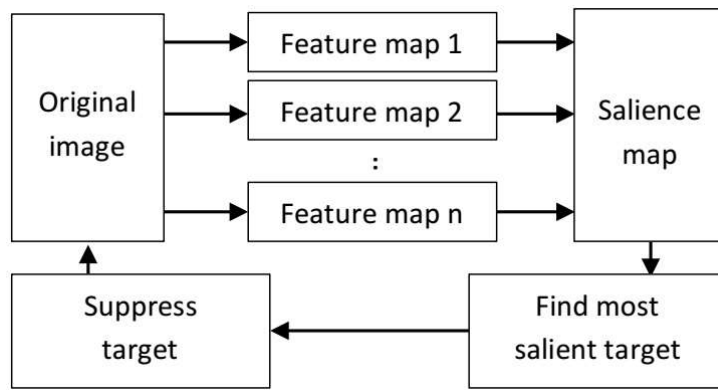 Original
image
Feature map 1
Feature map 2
:
Feature map n
Salience
map
Suppress
target
Find most
salient target